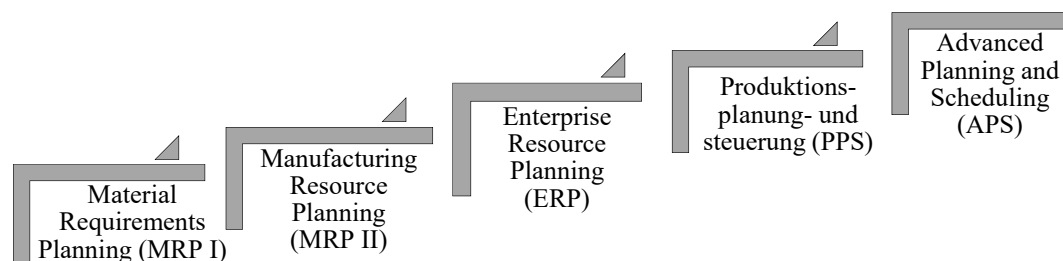 Material
Requirements
Planning (MRP I)
Manufacturing
Resource
Planning
(MRP II)
Enterprise
Resource
Planning
(ERP)
Produktions-
planung- und
steuerung (PPS)
Advanced
Planning and
Scheduling
(APS)